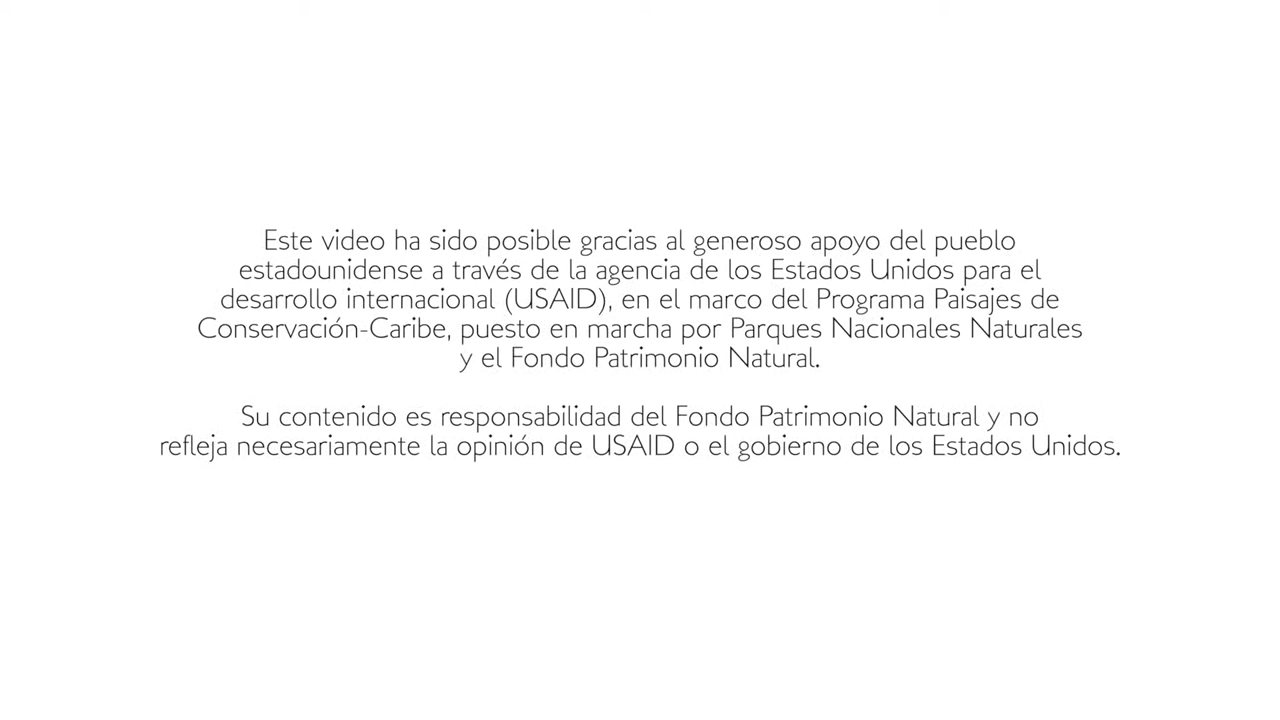 Este video ha sido posible gracias al generoso apoyo del pueblo
estadounidense a través de la agencia de los Estados Unidos para el
desarrollo internacional (USAID), en el marco del Programa Paisajes de
Conservación-Caribe, puesto en marcha por Parques Nacionales Naturales
y el Fondo Patrimonio Natural.
Su contenido es responsabilidad del Fondo Patrimonio Natural y no
refleja necesariamente la opinión de USAID o el gobierno de los Estados Unidos.